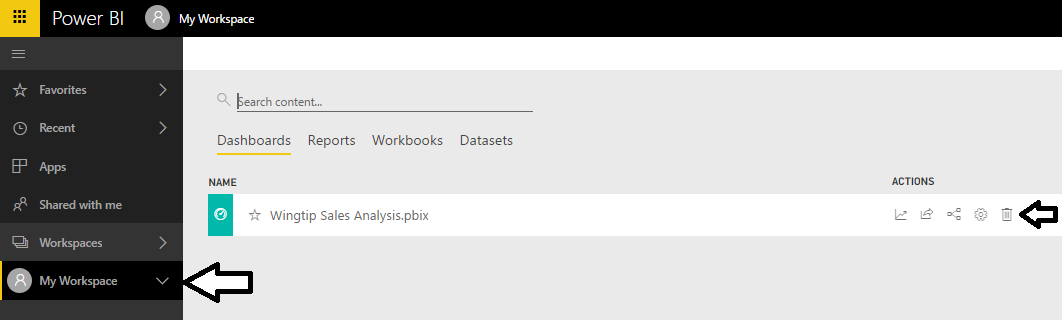 Power BI My Workspace
Favorites
Recent
Apps
Shared with me
Workspaces
My Workspace
Search content...
Dashboards Reports Workbooks Datasets
NAME ACTIONS
Wingtip Sales Analysis.pbix